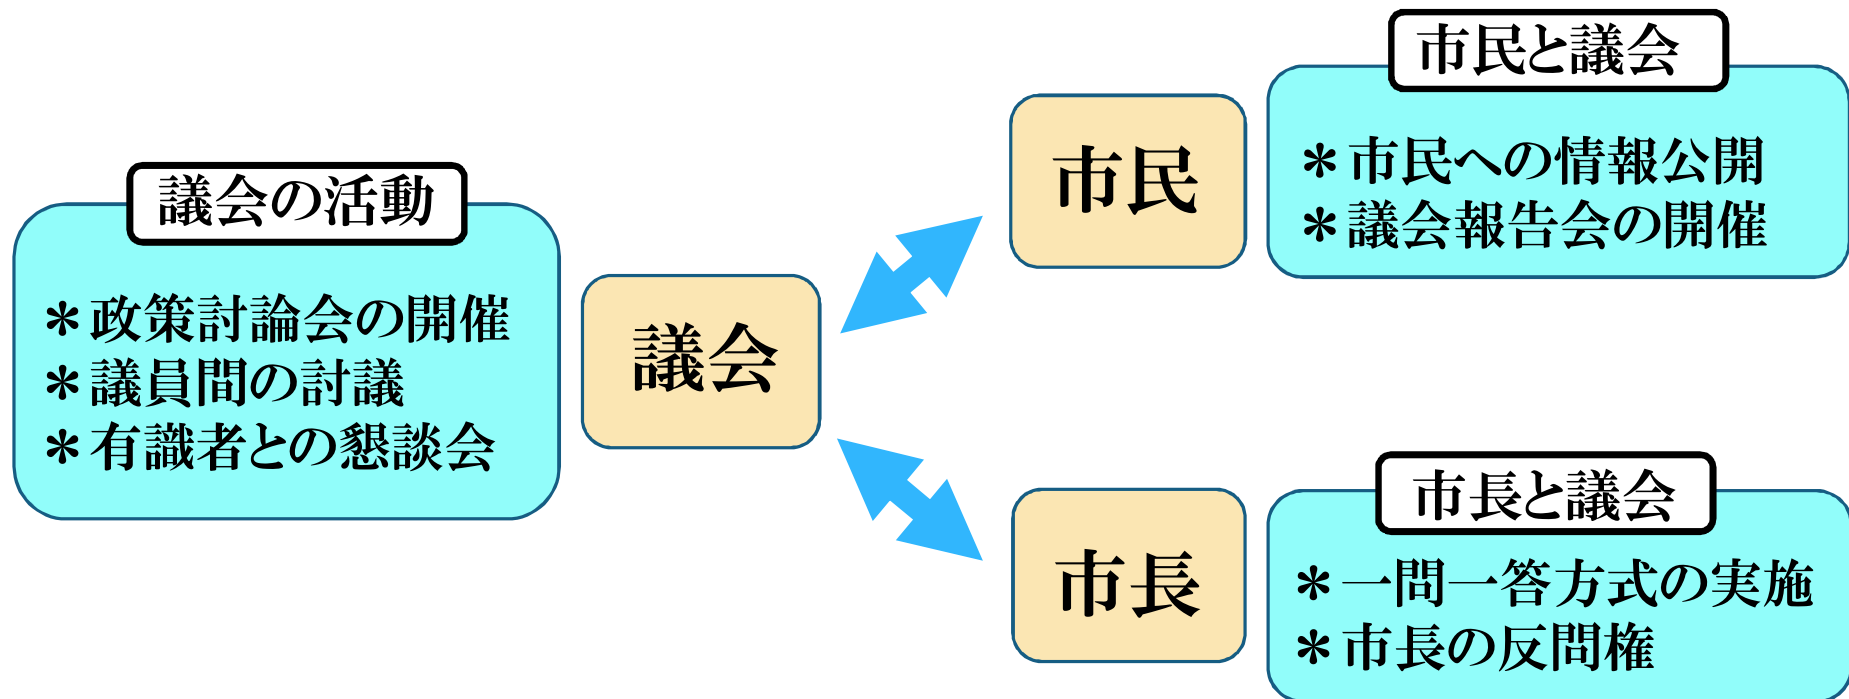 議会の活動
＊政策討論会の開催
＊議員間の討議
＊有識者との懇談会
議会
市民
市民と議会
＊市民への情報公開
＊議会報告会の開催
市長
市長と議会
＊一問一答方式の実施
＊市長の反問権